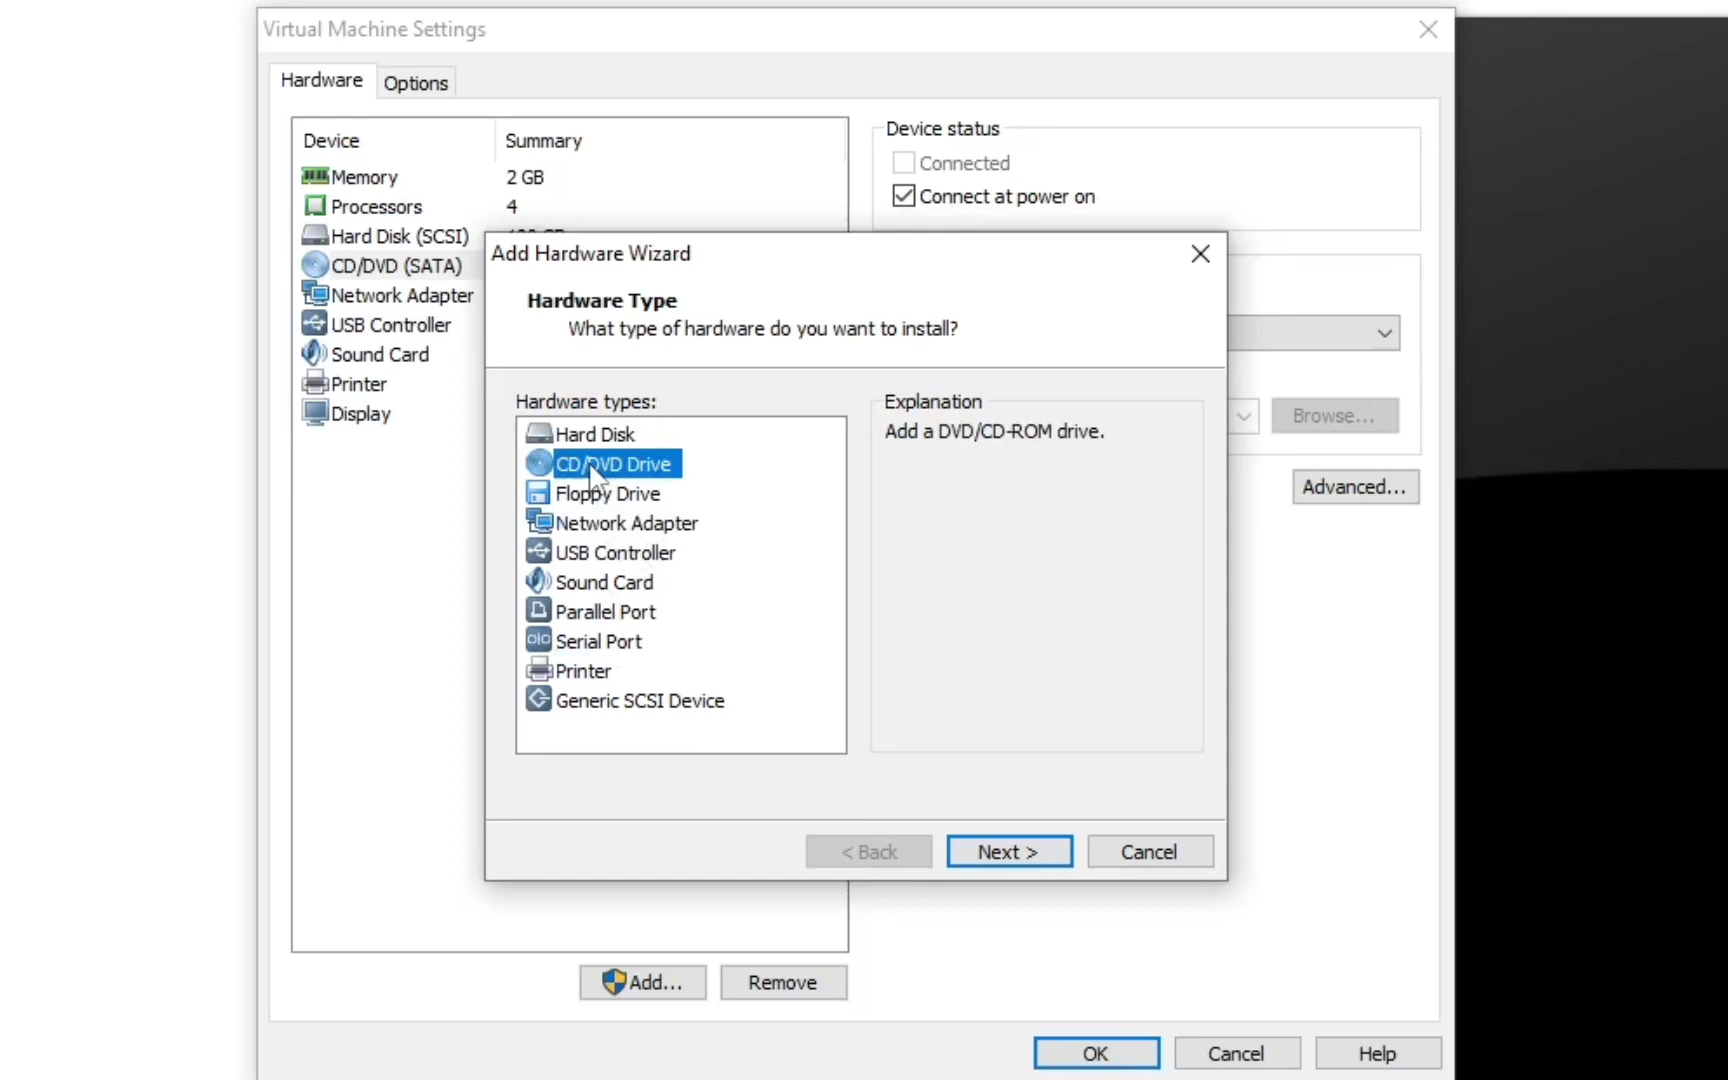 Virtual Machine Settings
Hardware
Options
Device Summary
Memory 2 GB
Processors 4
Hard Disk (SCSI)
CD/DVD (SATA)
Network Adapter
USB Controller
Sound Card
Printer
Display
Device status
Connected
Connect at power on
Add Hardware Wizard
Hardware Type
What type of hardware do you want to install?
Hardware types:
Hard Disk
CD/DVD Drive
Floppy Drive
Network Adapter
USB Controller
Sound Card
Parallel Port
Serial Port
Printer
Generic SCSI Device
Explanation
Add a DVD/CD-ROM drive.
< Back
Next >
Cancel
Browse...
Advanced...
Add...
Remove
OK
Cancel
Help